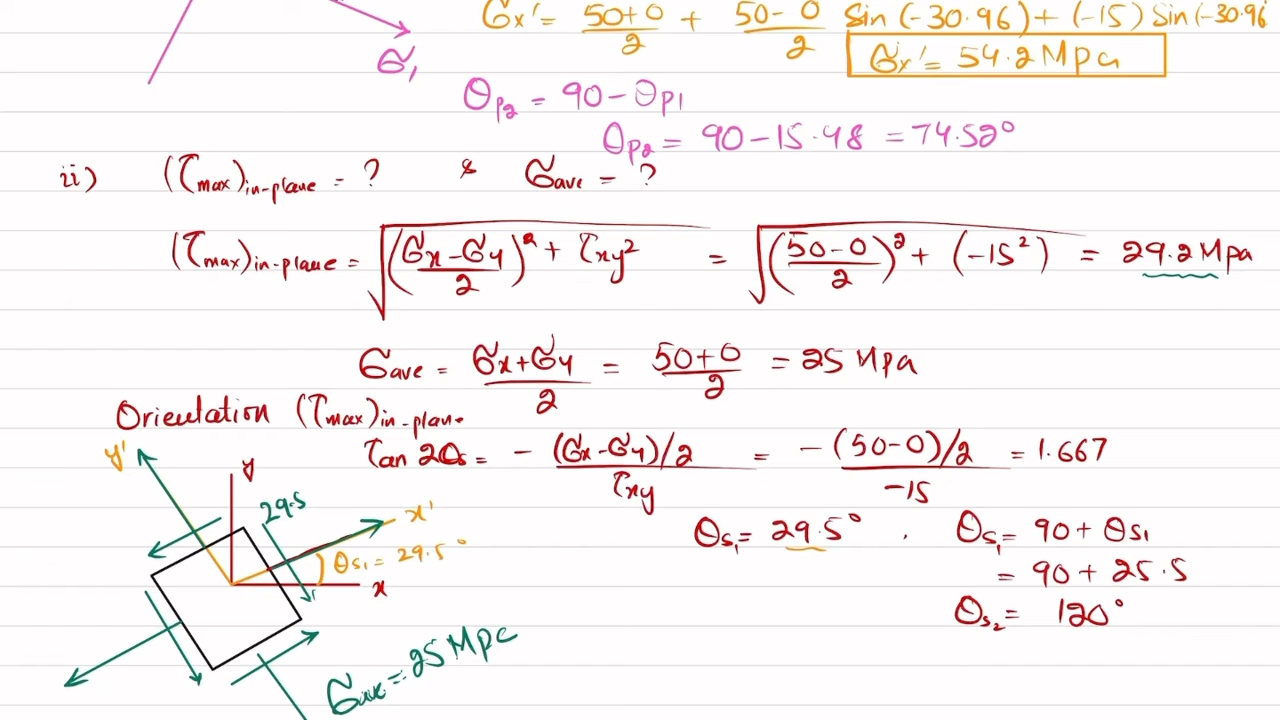 σx' = (50+0)/2 + (50-0)/2 Sin(-30.96) + (-15) Sin(-30.96
σx' = 54.2 Mpa
σ1
θp2 = 90 - θp1
θp2 = 90 - 15.48 = 74.52°
ii) (τmax)in-plane = ? & σave = ?
(τmax)in-plane = √((σx-σy)/2)² + τxy² = √((50-0)/2)² + (-15²) = 29.2 Mpa
σave = (σx+σy)/2 = (50+0)/2 = 25 Mpa
Orientation (τmax)in-plane
Tan 2θs = - (σx-σy)/2 / τxy = -(50-0)/2 / -15 = 1.667
θs1 = 29.5° . θs1 = 90 + θs1
= 90 + 25.5
θs2 = 120°
y'
y
29.5
x'
θs1 = 29.5°
x
σave = 25 Mpc